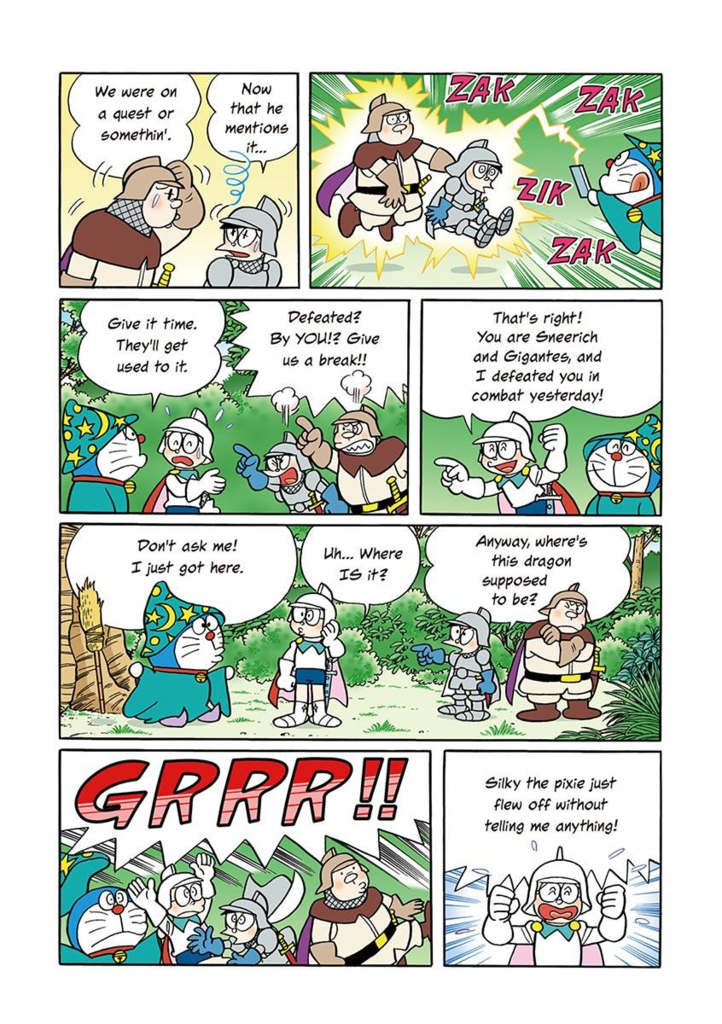 ZAK
ZAK
ZIK
ZAK
Now
that he
mentions
it...
We were on
a quest or
somethin'.
That's right!
You are Sneerich
and Gigantes, and
I defeated you in
combat yesterday!
Defeated?
By YOU!? Give
us a break!!
Give it time.
They'll get
used to it.
Anyway, where's
this dragon
supposed
to be?
Uh... Where
IS it?
Don't ask me!
I just got here.
Silky the pixie just
flew off without
telling me anything!
GRRR!!